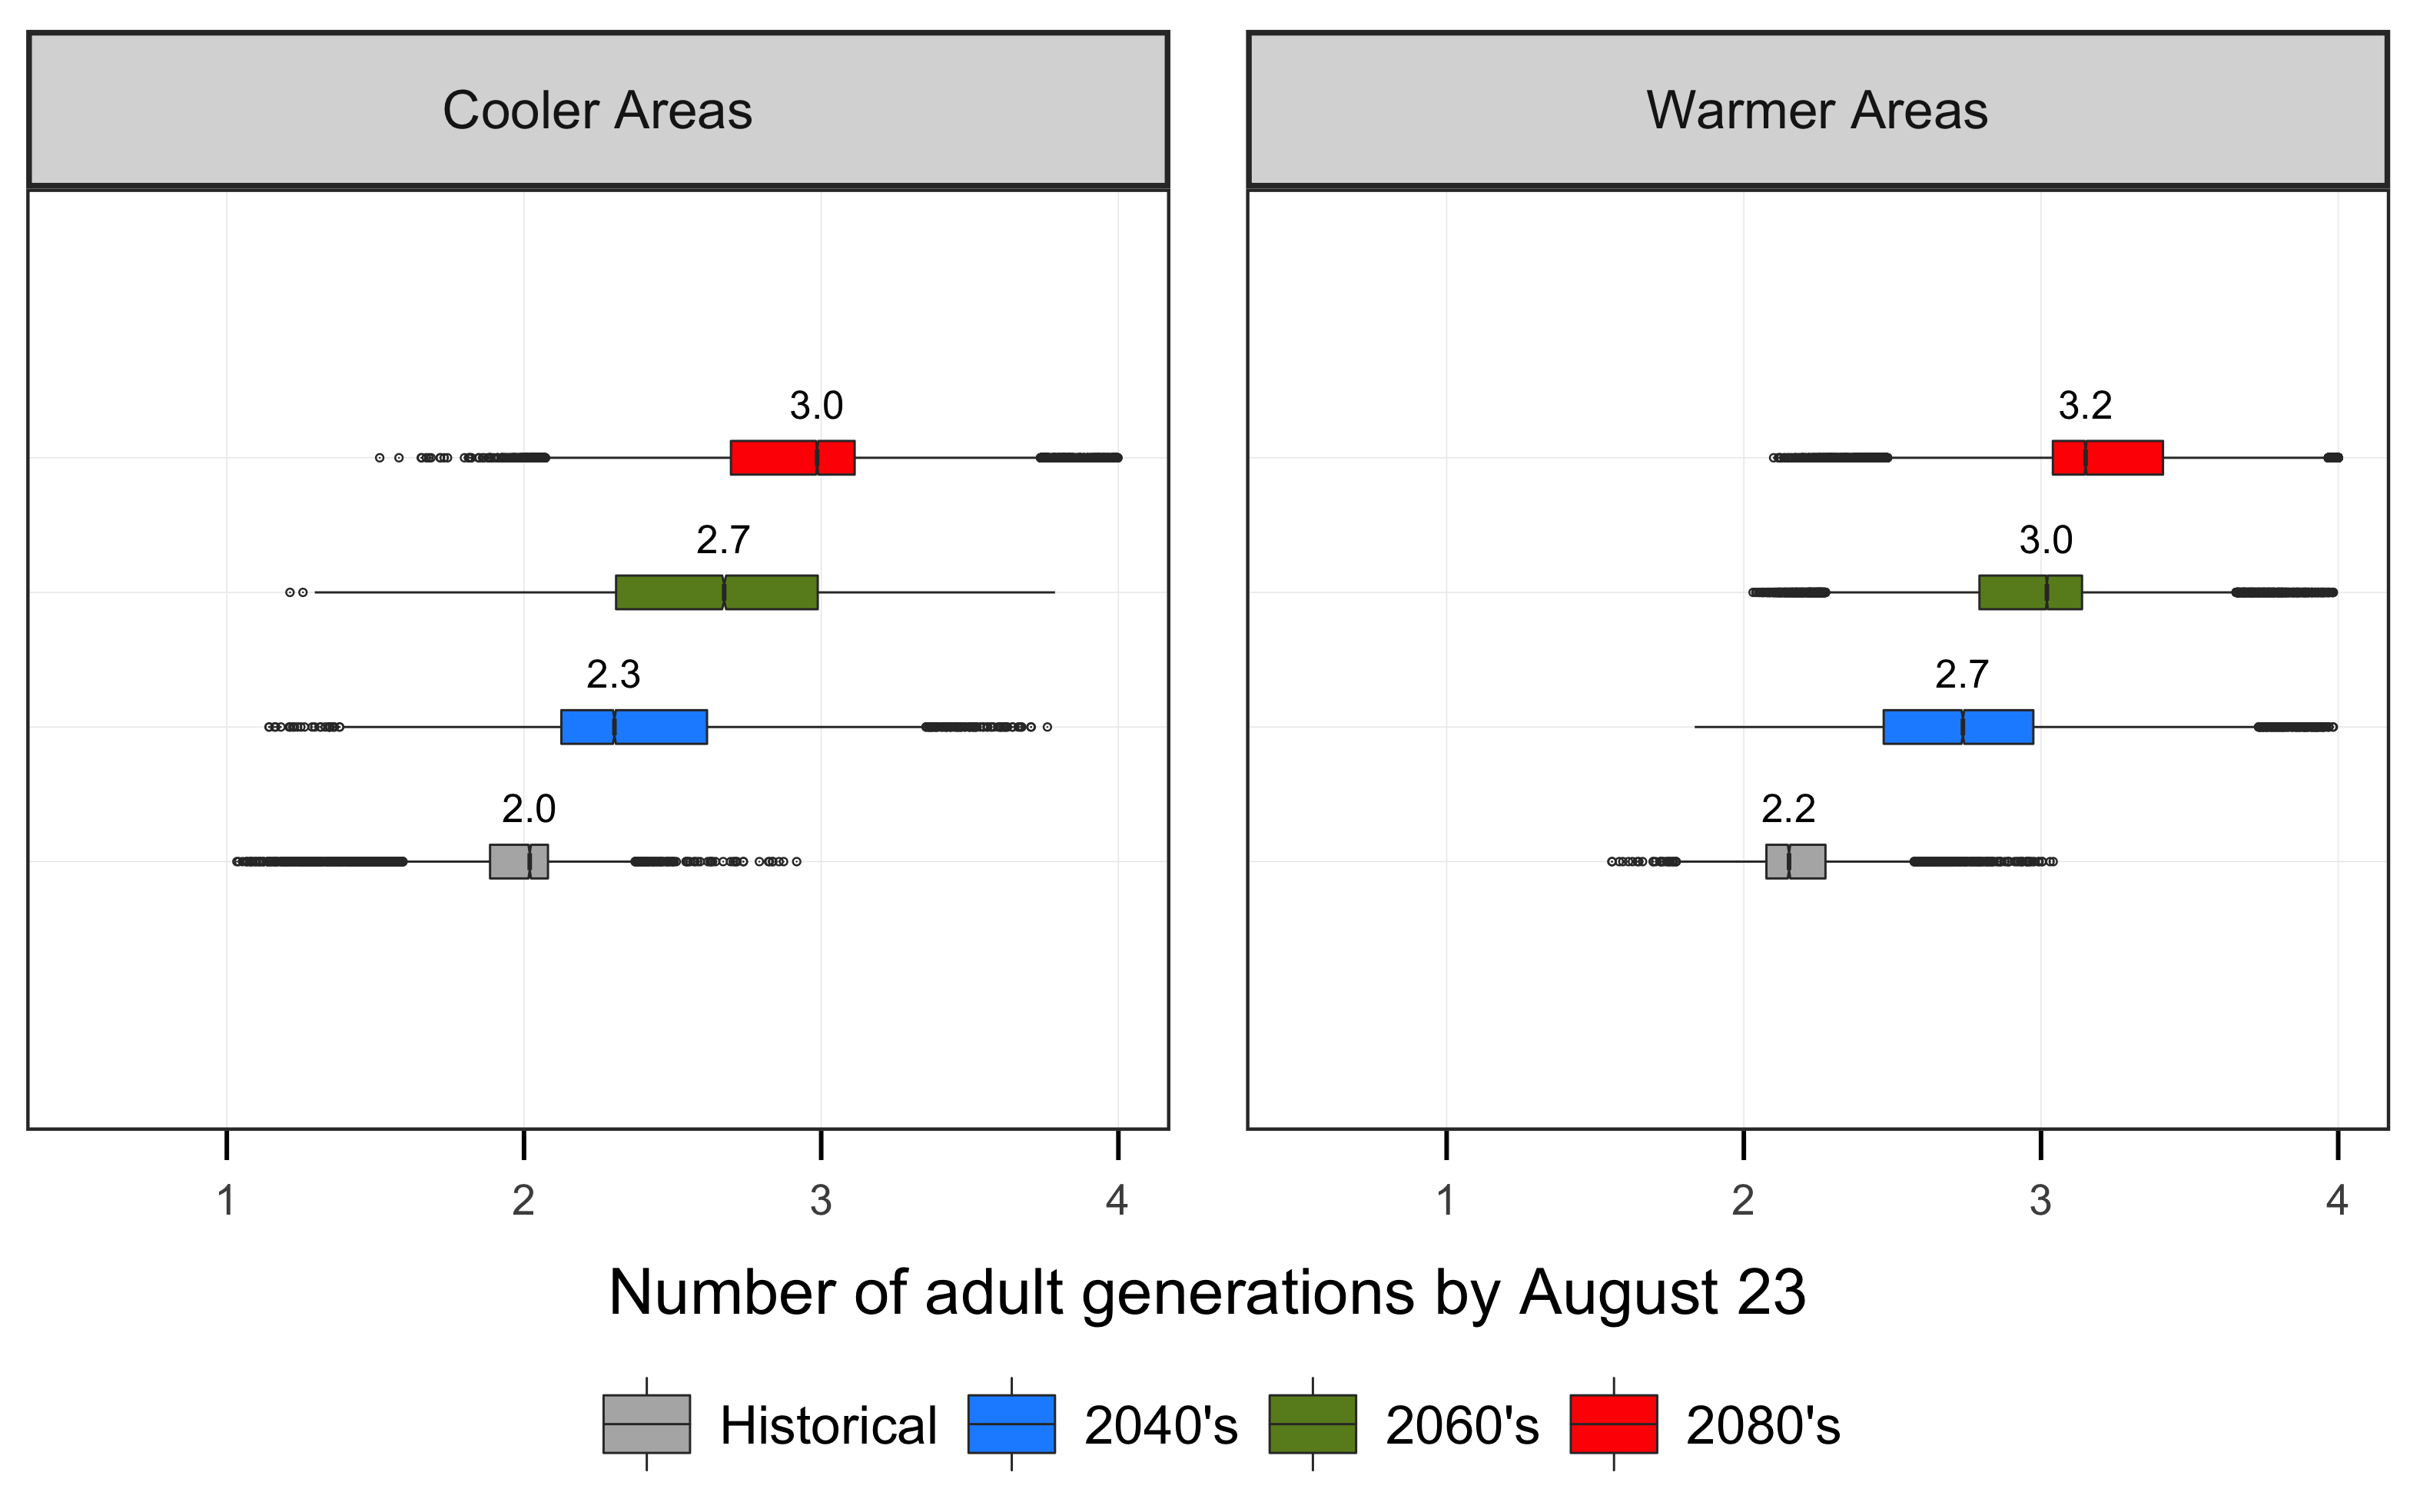 Cooler Areas
3.0
2.7
2.3
2.0
1 2 3 4
Warmer Areas
3.2
3.0
2.7
2.2
1 2 3 4
Number of adult generations by August 23
Historical 2040's 2060's 2080's